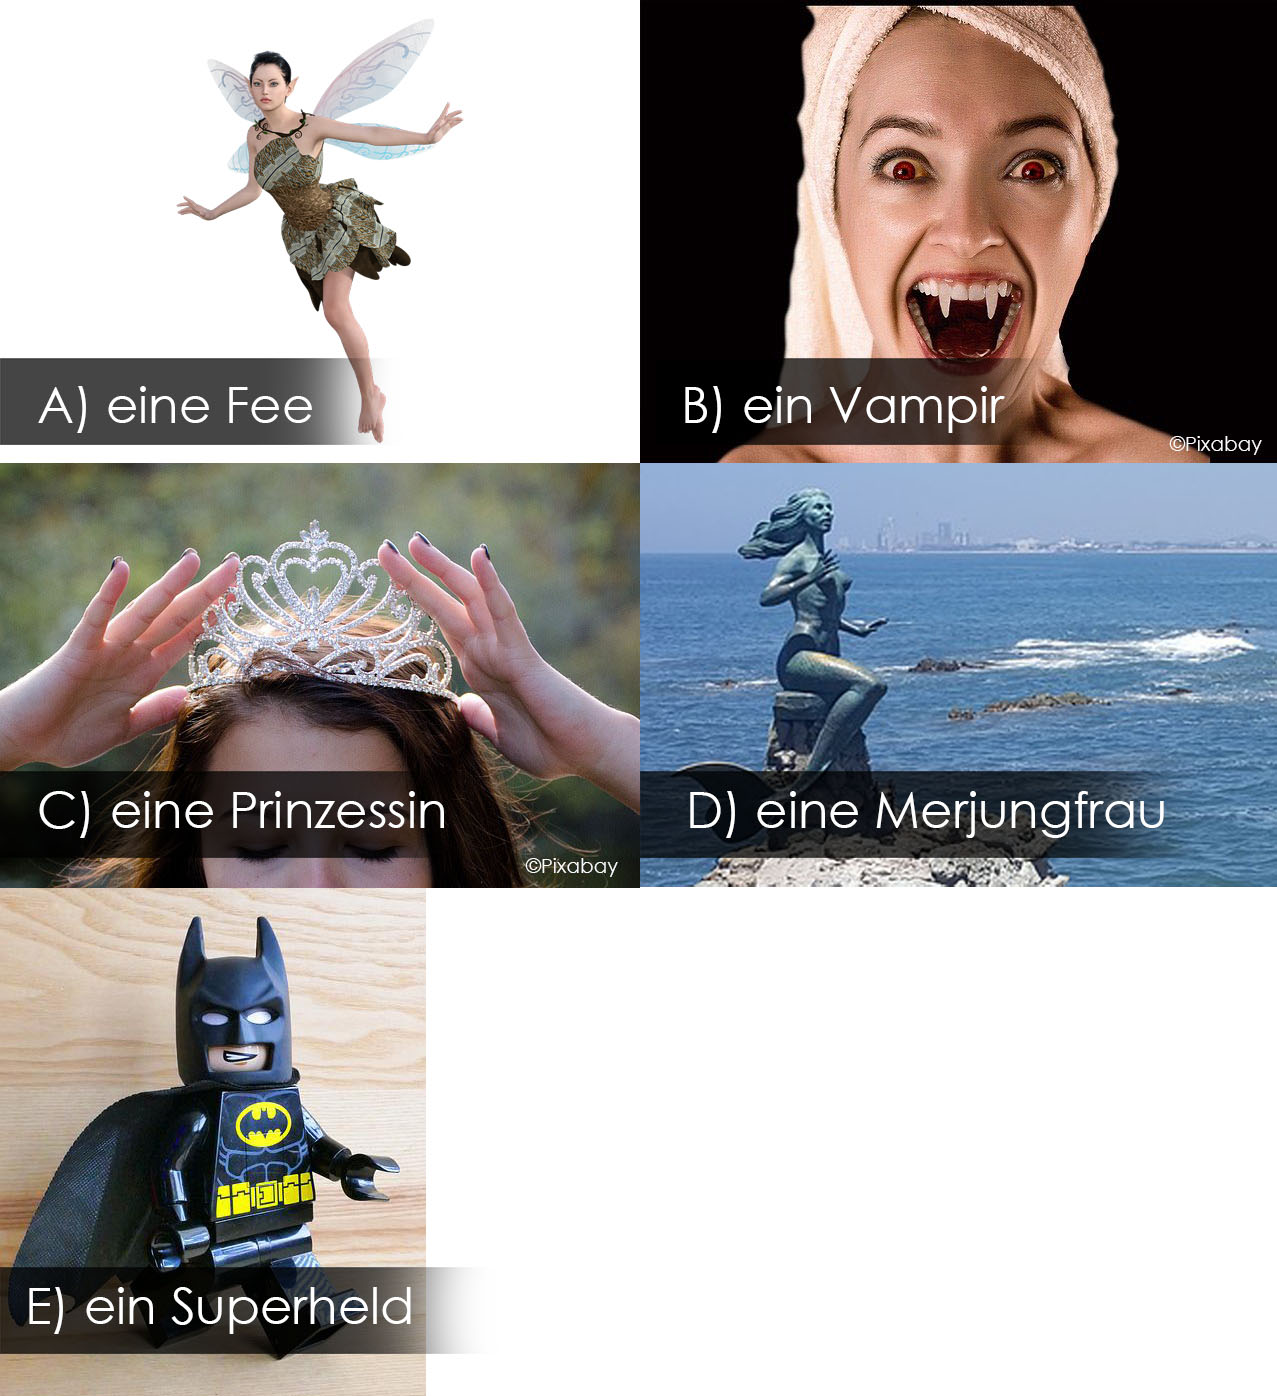 A) eine Fee
B) ein Vampir
©Pixabay
C) eine Prinzessin
©Pixabay
D) eine Merjungfrau
E) ein Superheld